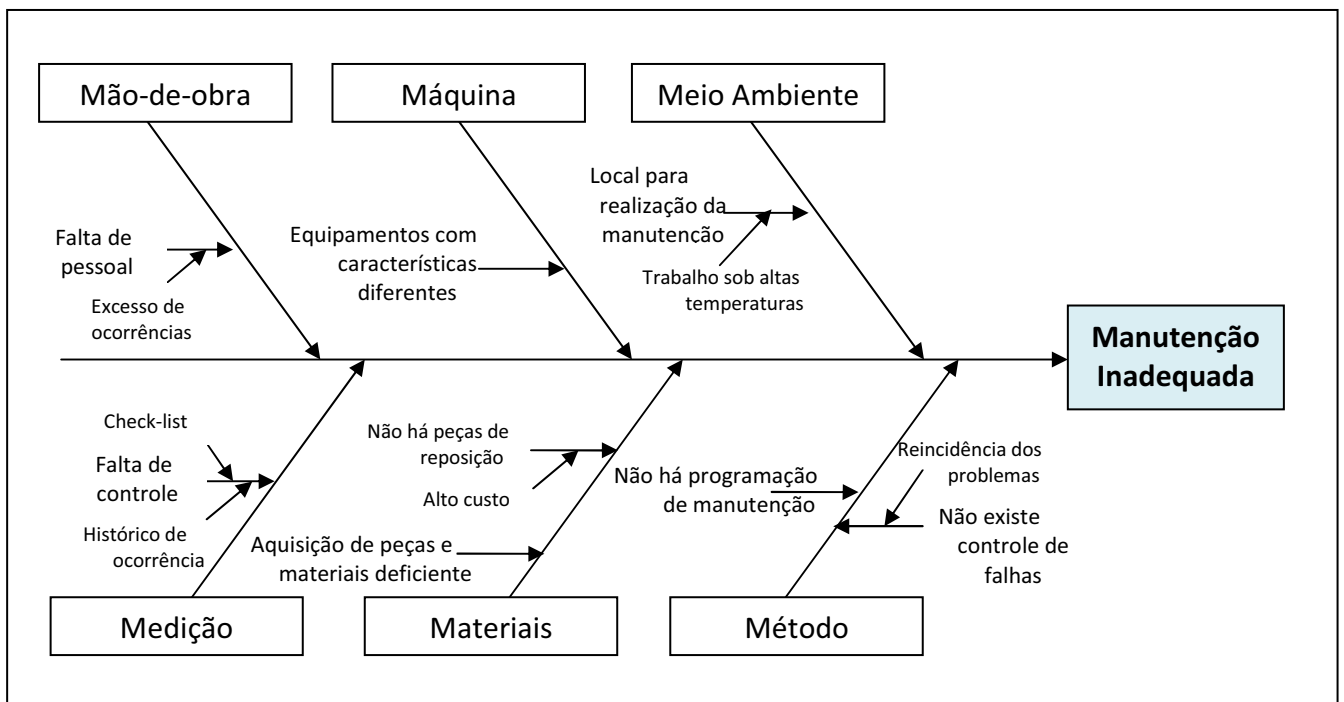 Mão-de-obra
Máquina
Meio Ambiente
Local para
realização da
manutenção
Trabalho sob altas
temperaturas
Falta de
pessoal
Excesso de
ocorrências
Equipamentos com
características
diferentes
Manutenção
Inadequada
Check-list
Falta de
controle
Histórico de
ocorrência
Não há peças de
reposição
Alto custo
Aquisição de peças e
materiais deficiente
Não há programação
de manutenção
Reincidência dos
problemas
Não existe
controle de
falhas
Medição
Materiais
Método